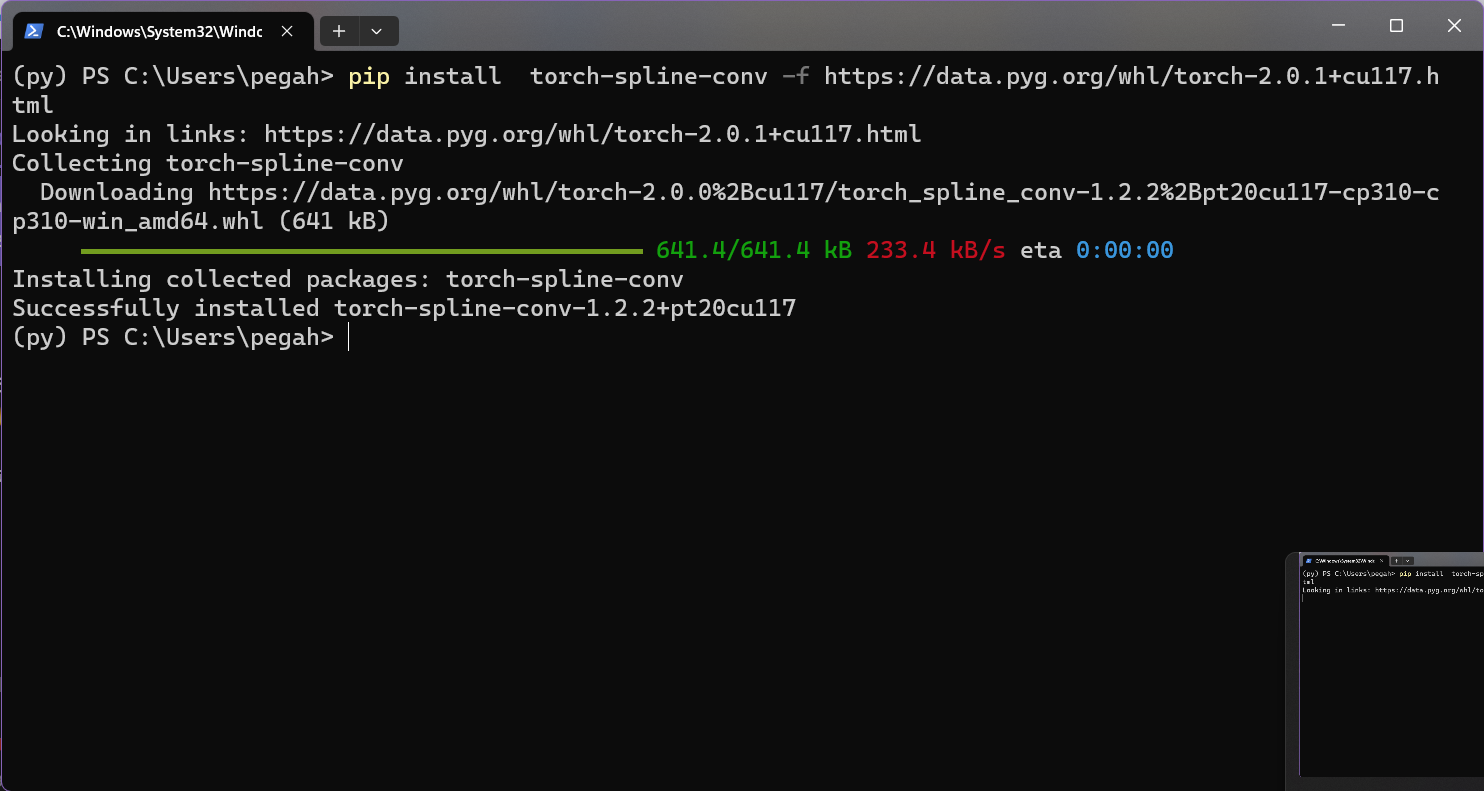 C:\Windows\System32\Windc
(py) PS C:\Users\pegah> pip install  torch-spline-conv -f https://data.pyg.org/whl/torch-2.0.1+cu117.h
tml
Looking in links: https://data.pyg.org/whl/torch-2.0.1+cu117.html
Collecting torch-spline-conv
  Downloading https://data.pyg.org/whl/torch-2.0.0%2Bcu117/torch_spline_conv-1.2.2%2Bpt20cu117-cp310-c
p310-win_amd64.whl (641 kB)
641.4/641.4 kB 233.4 kB/s eta 0:00:00
Installing collected packages: torch-spline-conv
Successfully installed torch-spline-conv-1.2.2+pt20cu117
(py) PS C:\Users\pegah>
(py) PS C:\Users\pegah> pip install  torch-sp
tml
Looking in links: https://data.pyg.org/whl/to